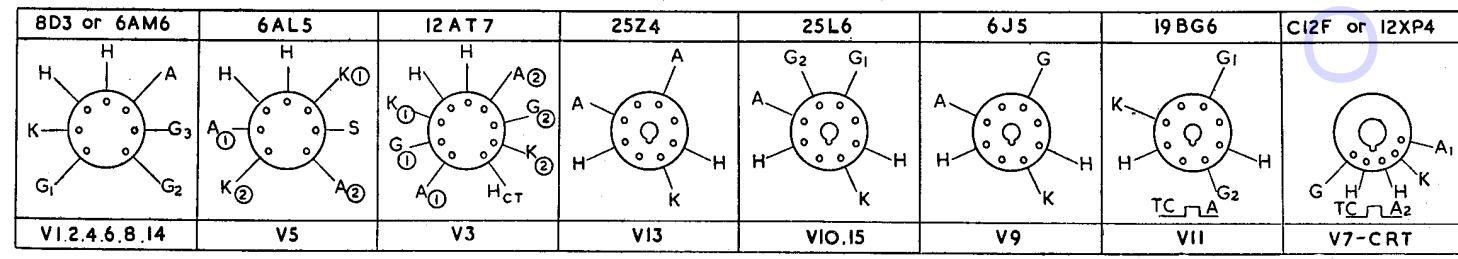 8D3 or 6AM6
6AL5
12AT7
25Z4
25L6
6J5
19BG6
C12F or 12XP4
H
H
A
K
G3
G1
G2
H
H
K①
A①
S
K②
A②
H
H
A②
K①
G②
G①
K②
A①
HCT
A
A
H
H
K
G2
G1
A
H
H
K
G
A
H
H
K
G1
K
H
H
G2
TC A
A1
K
G
H
H
TC A2
V1.2.4.6.8.14
V5
V3
V13
V10.15
V9
V11
V7-CRT